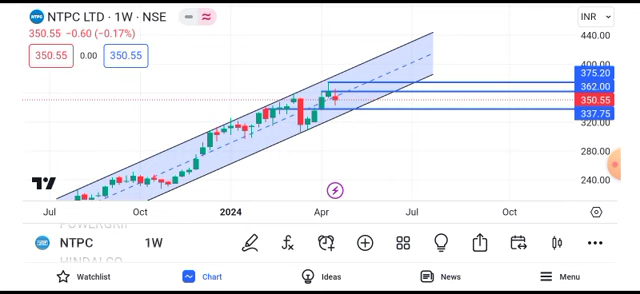 NTPC LTD · 1W · NSE
INR
350.55 −0.60 (−0.17%)
350.55 0.00 350.55
440.00
400.00
375.20
362.00
350.55
337.75
320.00
280.00
240.00
Jul Oct 2024 Apr Jul Oct
POWERGRID
NTPC 1W
HINDALCO
Watchlist Chart Ideas News Menu